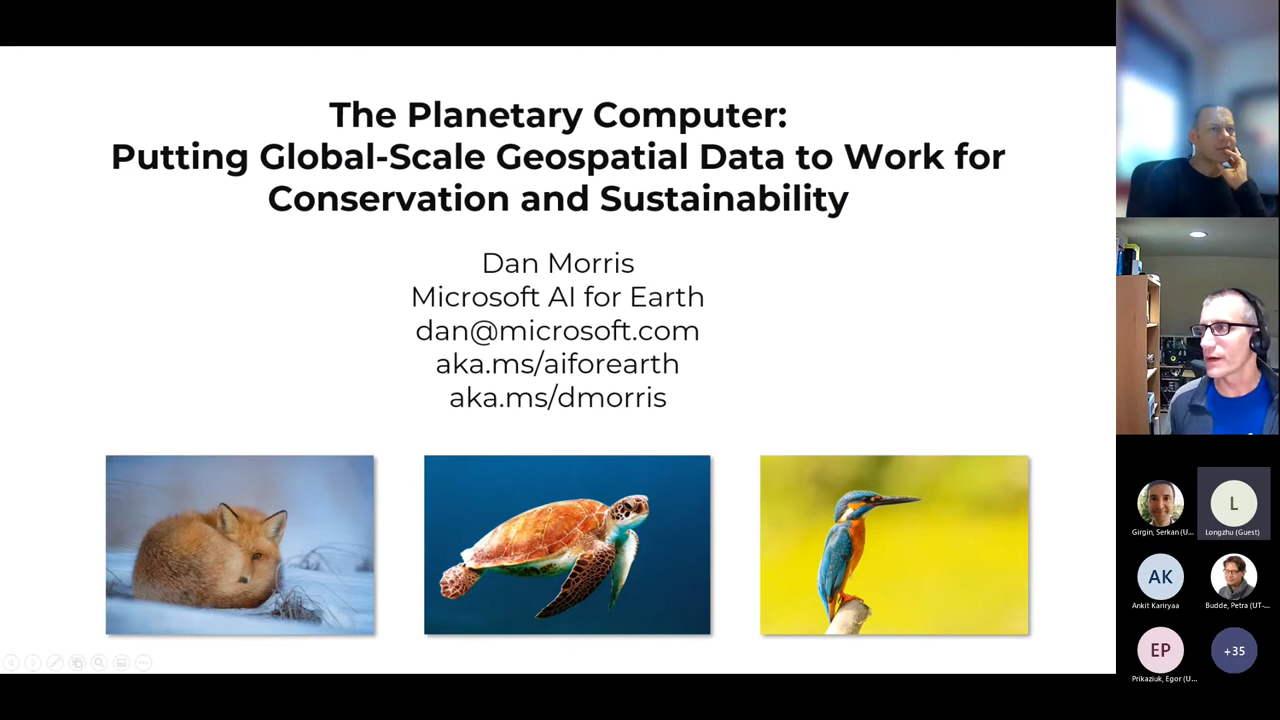 The Planetary Computer:
Putting Global-Scale Geospatial Data to Work for
Conservation and Sustainability
Dan Morris
Microsoft AI for Earth
dan@microsoft.com
aka.ms/aiforearth
aka.ms/dmorris
Girgin, Serkan (U...
L
Longzhu (Guest)
AK
Ankit Kariryaa
Budde, Petra (UT-...
EP
Prikaziuk, Egor (U...
+35